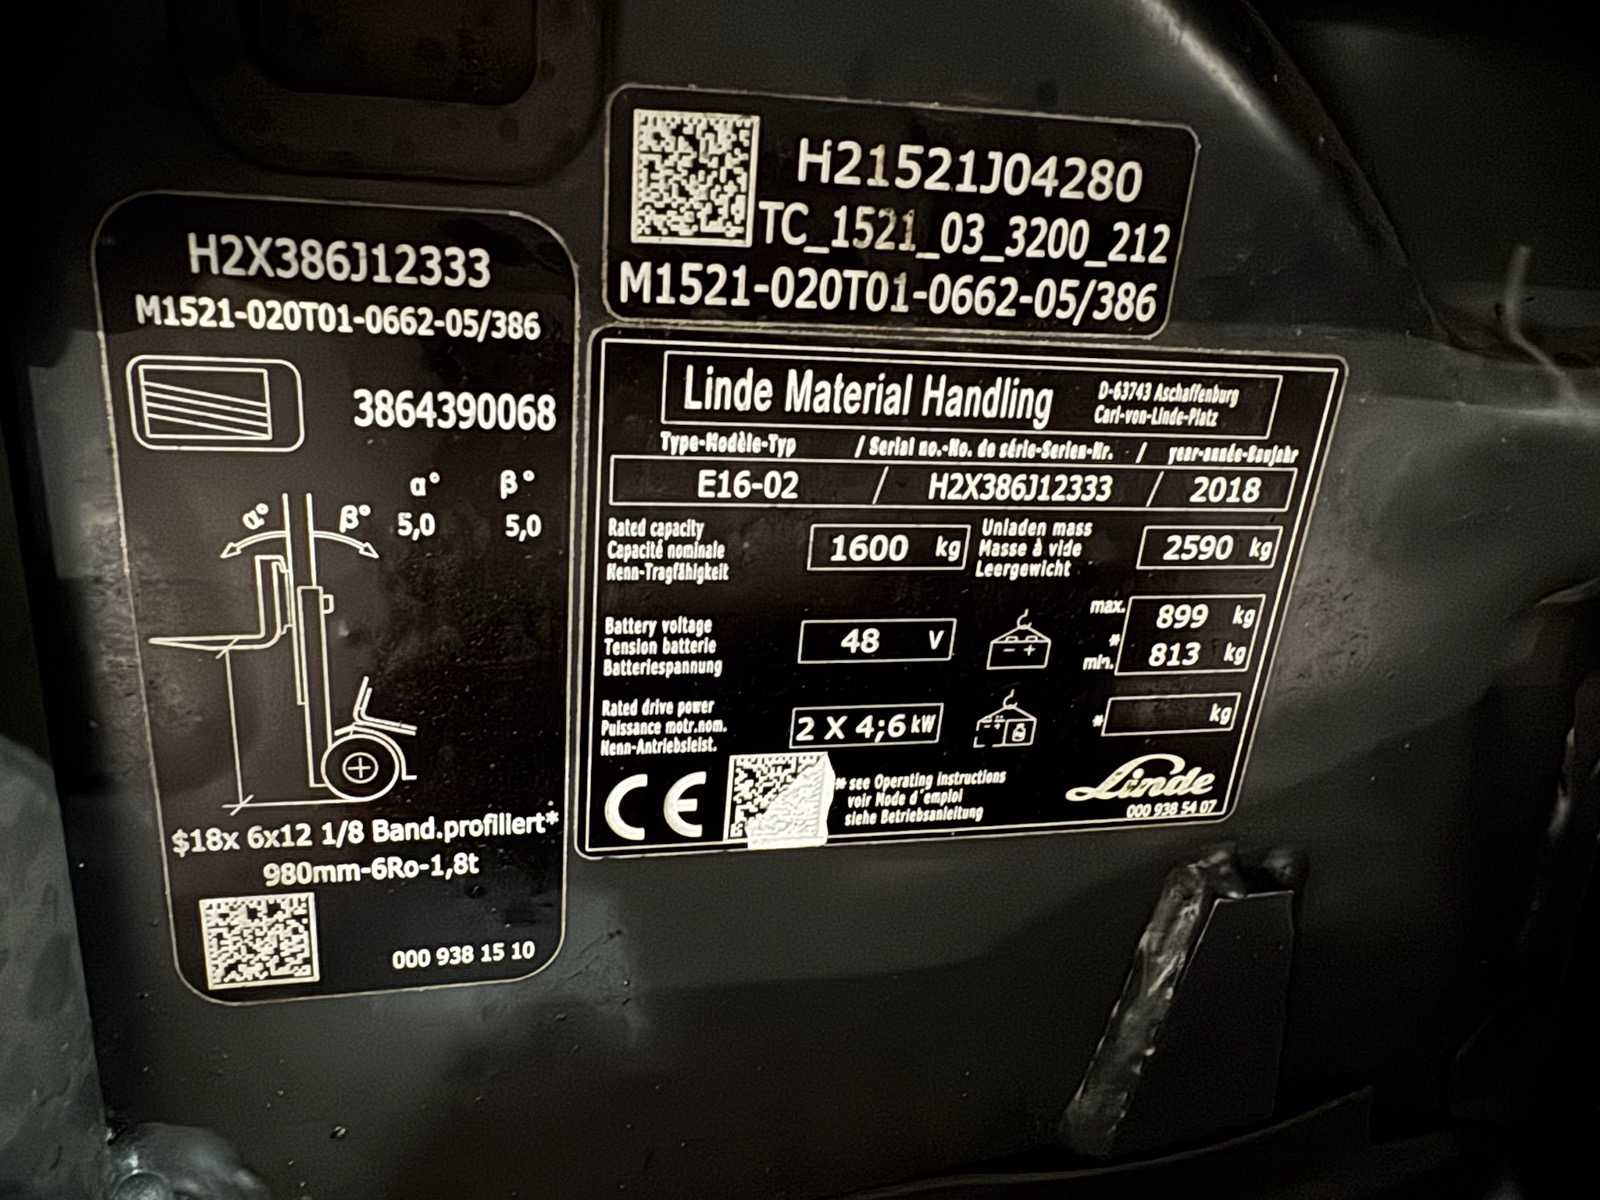 H21521J04280
TC_1521_03_3200_212
M1521-020T01-0662-05/386
H2X386J12333
M1521-020T01-0662-05/386
3864390068
α° β°
5,0 5,0
α° β°
$18x 6x12 1/8 Band.profiliert*
980mm-6Ro-1,8t
000 938 15 10
Linde Material Handling
D-63743 Aschaffenburg
Carl-von-Linde-Platz
Type-Modèle-Typ / Serial no.-No. de série-Serien-Nr. / year-année-Baujahr
E16-02 / H2X386J12333 / 2018
Rated capacity
Capacité nominale
Nenn-Tragfähigkeit
1600 kg
Unladen mass
Masse à vide
Leergewicht
2590 kg
Battery voltage
Tension batterie
Batteriespannung
48 V
- +
max. 899 kg
*
min. 813 kg
Rated drive power
Puissance motr.nom.
Nenn-Antriebsleist.
2 X 4;6 kW
* kg
CE
* see Operating instructions
voir Mode d'emploi
siehe Betriebsanleitung
Linde
000 938 54 07